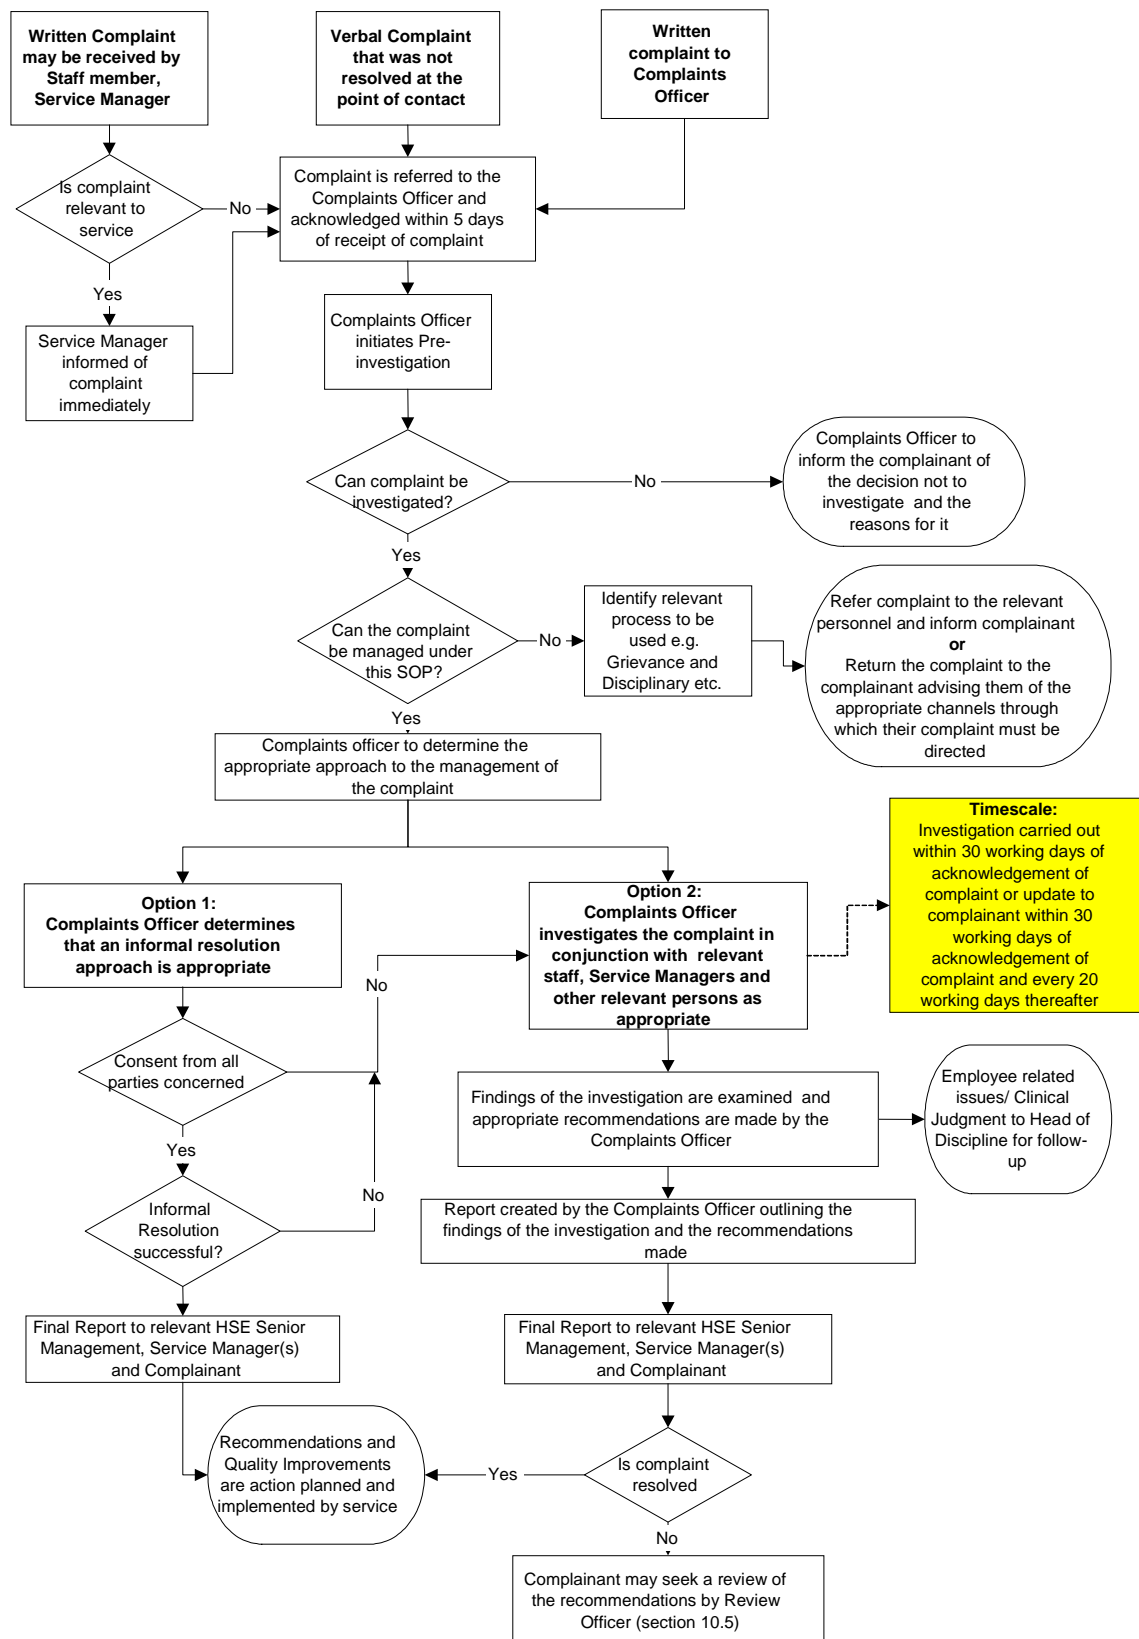 Written Complaint
may be received by
Staff member,
Service Manager
Verbal Complaint
that was not
resolved at the
point of contact
Written
complaint to
Complaints
Officer
Is complaint
relevant to
service
No
Complaint is referred to the
Complaints Officer and
acknowledged within 5 days
of receipt of complaint
Yes
Service Manager
informed of
complaint
immediately
Complaints Officer
initiates Pre-
investigation
Can complaint be
investigated?
No
Complaints Officer to
inform the complainant of
the decision not to
investigate and the
reasons for it
Yes
Can the complaint
be managed under
this SOP?
No
Identify relevant
process to be
used e.g.
Grievance and
Disciplinary etc.
Refer complaint to the relevant
personnel and inform complainant
or
Return the complaint to the
complainant advising them of the
appropriate channels through
which their complaint must be
directed
Yes
Complaints officer to determine the
appropriate approach to the management of
the complaint
Timescale:
Investigation carried out
within 30 working days of
acknowledgement of
complaint or update to
complainant within 30
working days of
acknowledgement of
complaint and every 20
working days thereafter
Option 1:
Complaints Officer determines
that an informal resolution
approach is appropriate
Option 2:
Complaints Officer
investigates the complaint in
conjunction with relevant
staff, Service Managers and
other relevant persons as
appropriate
No
Consent from all
parties concerned
Findings of the investigation are examined and
appropriate recommendations are made by the
Complaints Officer
Employee related
issues/ Clinical
Judgment to Head of
Discipline for follow-
up
Yes
No
Informal
Resolution
successful?
Report created by the Complaints Officer outlining the
findings of the investigation and the recommendations
made
Final Report to relevant HSE Senior
Management, Service Manager(s)
and Complainant
Final Report to relevant HSE Senior
Management, Service Manager(s)
and Complainant
Recommendations and
Quality Improvements
are action planned and
implemented by service
Yes
Is complaint
resolved
No
Complainant may seek a review of
the recommendations by Review
Officer (section 10.5)